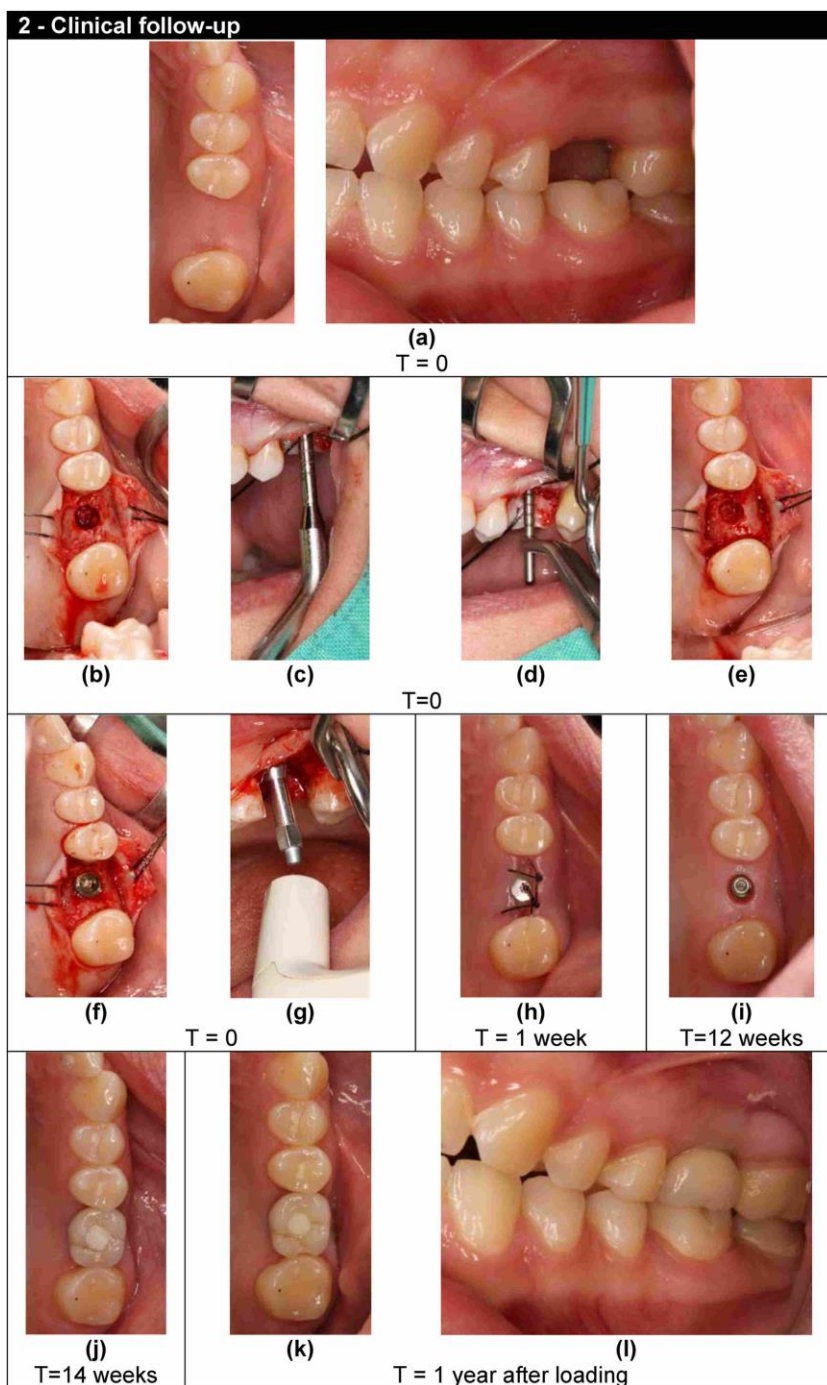 2 - Clinical follow-up
(a)
T = 0
(b) (c) (d) (e)
T=0
(f) (g) (h) (i)
T = 0 T = 1 week T=12 weeks
(j) (k) (l)
T=14 weeks T = 1 year after loading